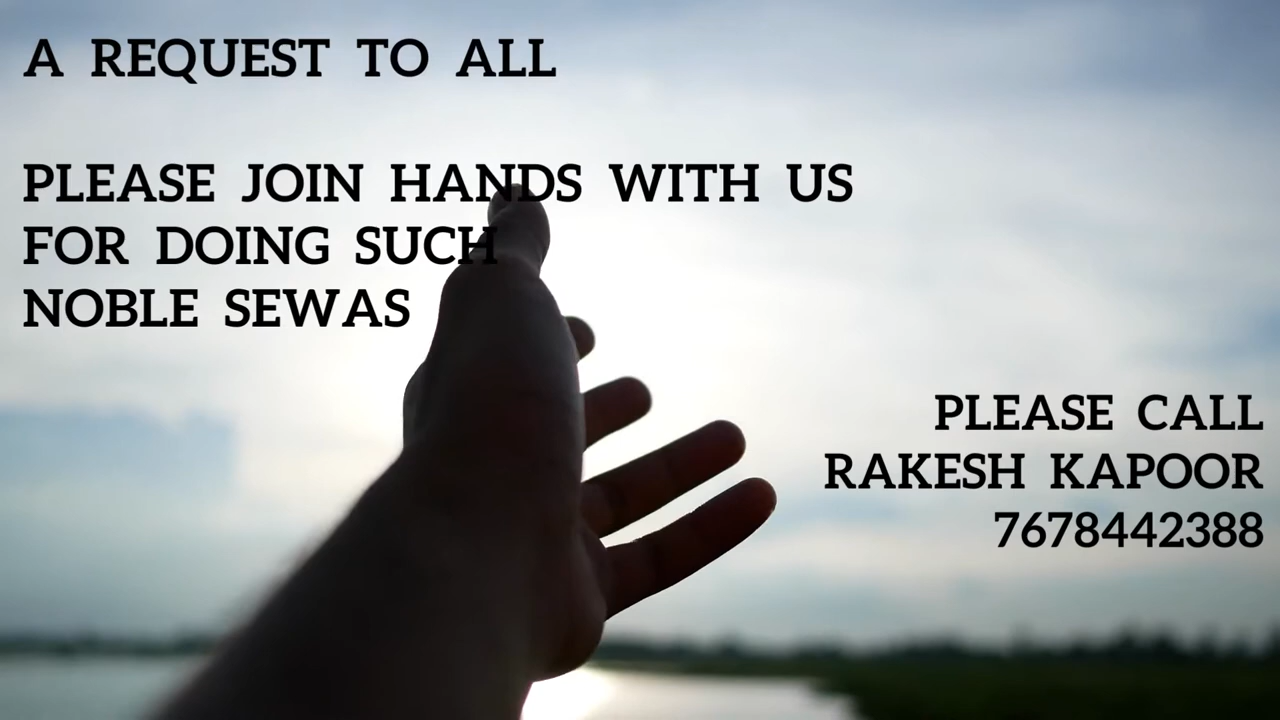 A REQUEST TO ALL
PLEASE JOIN HANDS WITH US
FOR DOING SUCH
NOBLE SEWAS
PLEASE CALL
RAKESH KAPOOR
7678442388